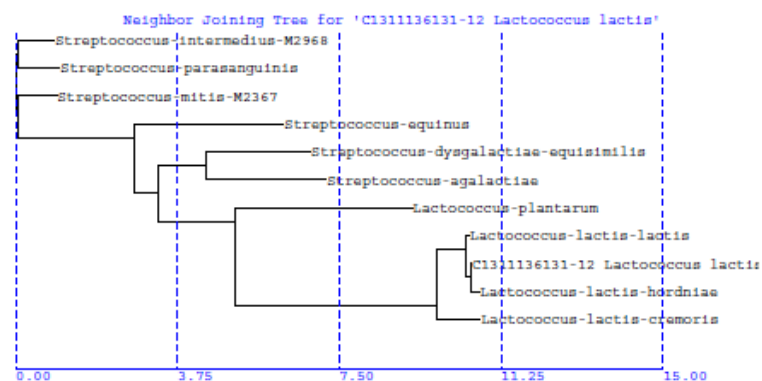 Neighbor Joining Tree for 'C1311136131-12 Lactococcus lactis'
Streptococcus-intermedius-M2968
Streptococcus-parasanguinis
Streptococcus-mitis-M2367
Streptococcus-equinus
Streptococcus-dysgalactiae-equisimilis
Streptococcus-agalactiae
Lactococcus-plantarum
Lactococcus-lactis-lactis
C1311136131-12 Lactococcus lactis
Lactococcus-lactis-hordniae
Lactococcus-lactis-cremoris
0.00 3.75 7.50 11.25 15.00